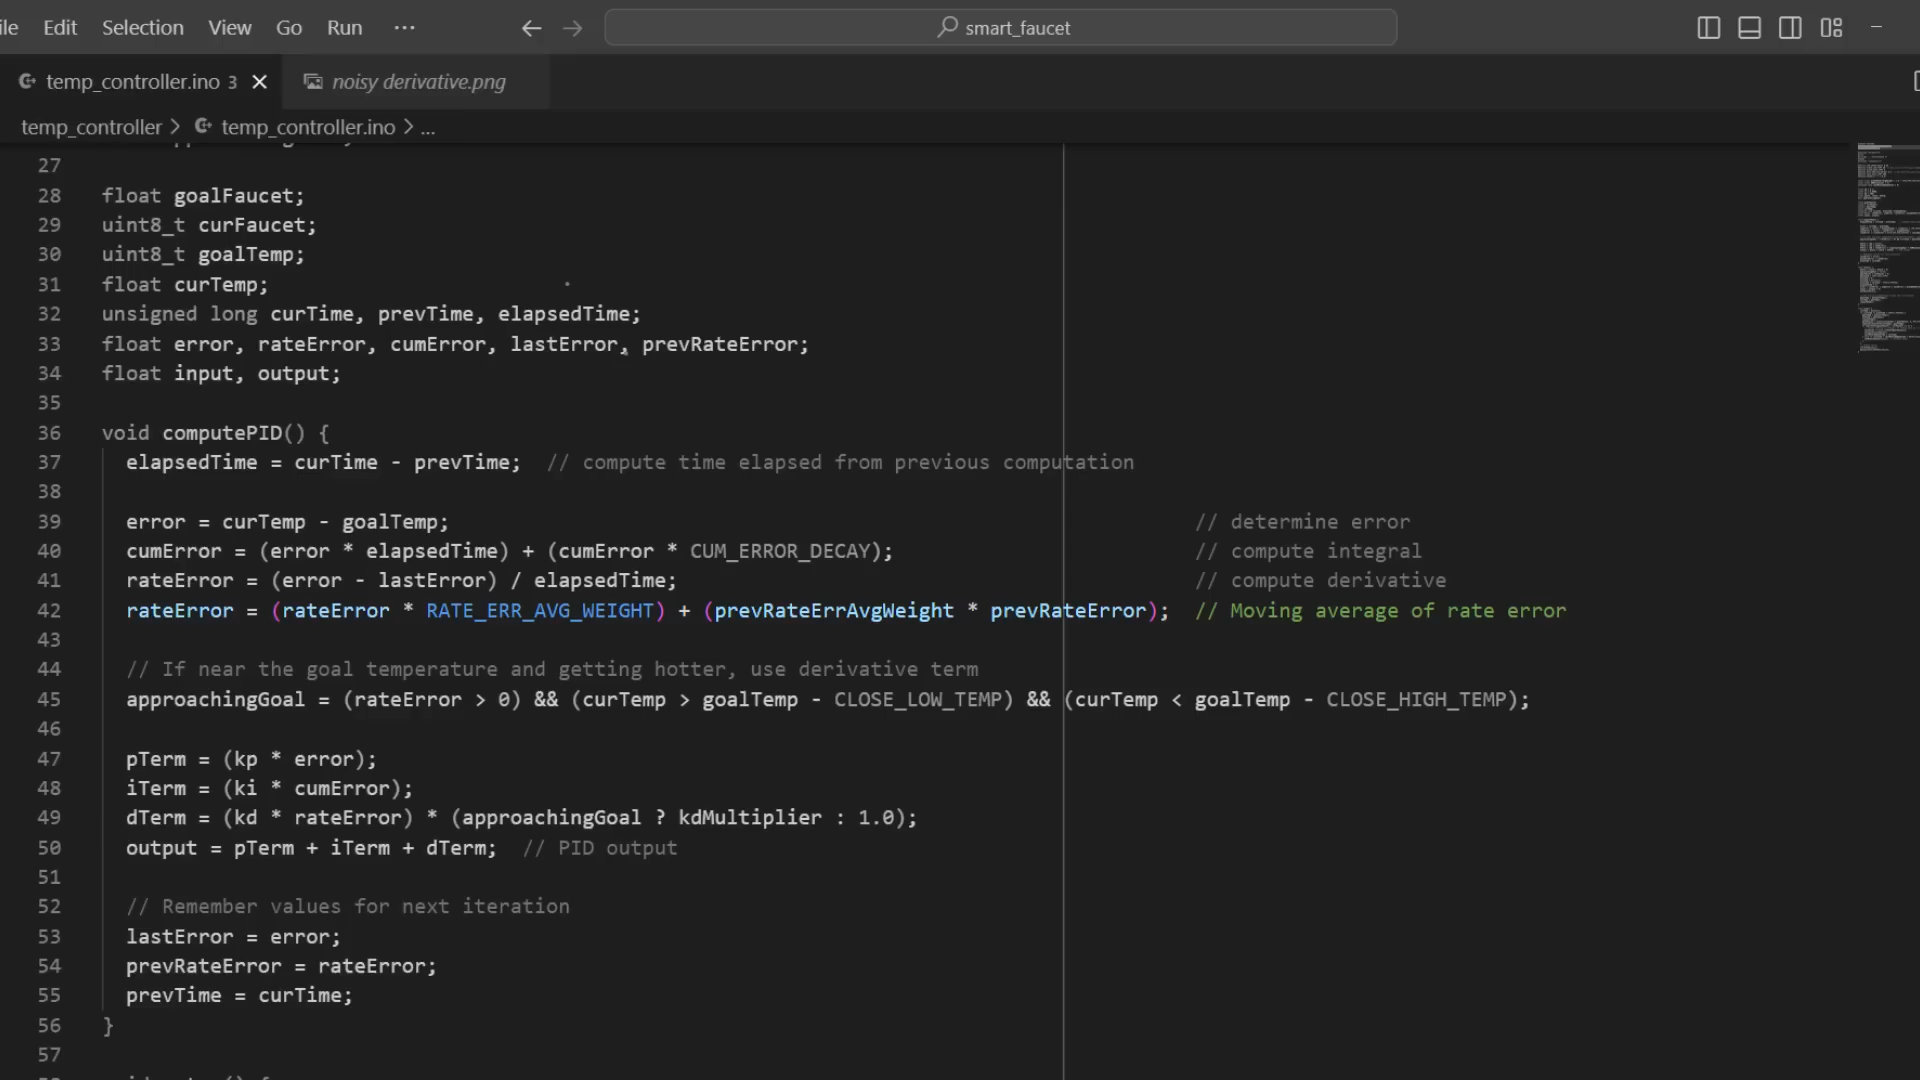 Edit Selection View Go Run ... smart_faucet
temp_controller.ino 3 noisy derivative.png
temp_controller > temp_controller.ino > ...
27
28 float goalFaucet;
29 uint8_t curFaucet;
30 uint8_t goalTemp;
31 float curTemp;
32 unsigned long curTime, prevTime, elapsedTime;
33 float error, rateError, cumError, lastError, prevRateError;
34 float input, output;
35
36 void computePID() {
37 elapsedTime = curTime - prevTime; // compute time elapsed from previous computation
38
39 error = curTemp - goalTemp; // determine error
40 cumError = (error * elapsedTime) + (cumError * CUM_ERROR_DECAY); // compute integral
41 rateError = (error - lastError) / elapsedTime; // compute derivative
42 rateError = (rateError * RATE_ERR_AVG_WEIGHT) + (prevRateErrAvgWeight * prevRateError); // Moving average of rate error
43
44 // If near the goal temperature and getting hotter, use derivative term
45 approachingGoal = (rateError > 0) && (curTemp > goalTemp - CLOSE_LOW_TEMP) && (curTemp < goalTemp - CLOSE_HIGH_TEMP);
46
47 pTerm = (kp * error);
48 iTerm = (ki * cumError);
49 dTerm = (kd * rateError) * (approachingGoal ? kdMultiplier : 1.0);
50 output = pTerm + iTerm + dTerm; // PID output
51
52 // Remember values for next iteration
53 lastError = error;
54 prevRateError = rateError;
55 prevTime = curTime;
56 }
57